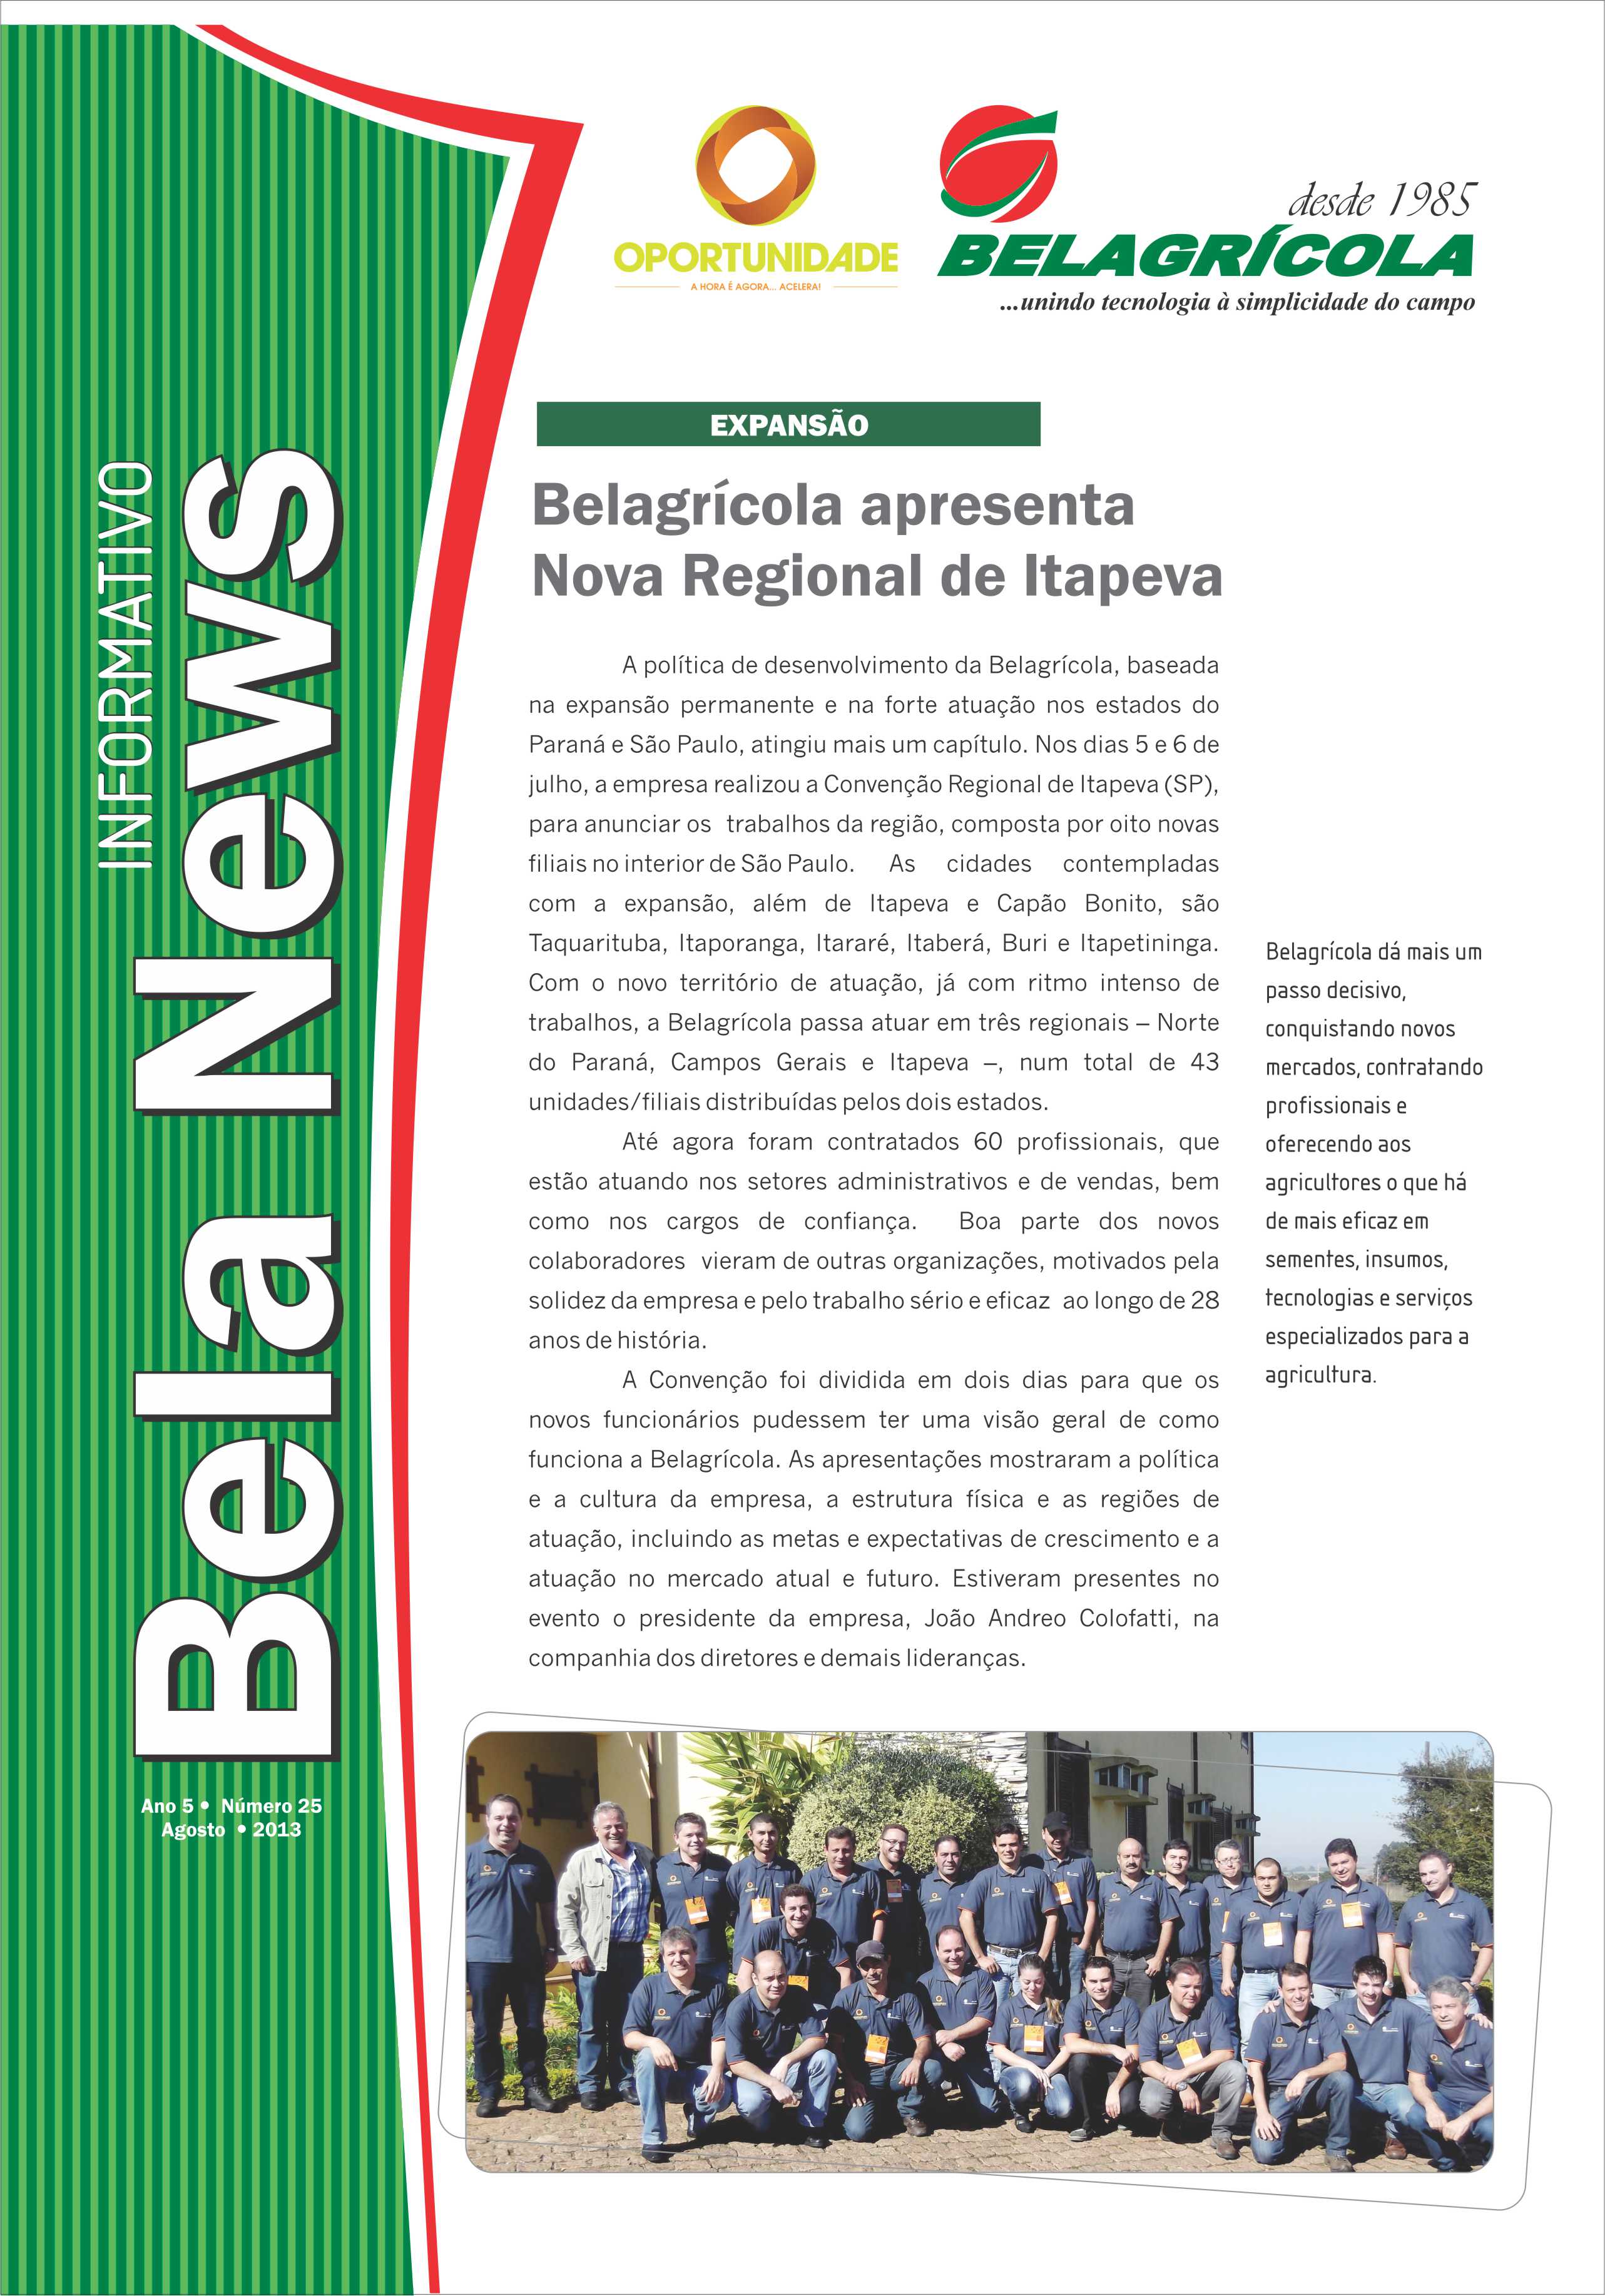 OPORTUNIDADE
A HORA É AGORA... ACELERA!
desde 1985
BELAGRÍCOLA
...unindo tecnologia à simplicidade do campo
INFORMATIVO
Bela News
Ano 5 • Número 25
Agosto • 2013
EXPANSÃO
Belagrícola apresenta
Nova Regional de Itapeva
A política de desenvolvimento da Belagrícola, baseada
na expansão permanente e na forte atuação nos estados do
Paraná e São Paulo, atingiu mais um capítulo. Nos dias 5 e 6 de
julho, a empresa realizou a Convenção Regional de Itapeva (SP),
para anunciar os trabalhos da região, composta por oito novas
filiais no interior de São Paulo. As cidades contempladas
com a expansão, além de Itapeva e Capão Bonito, são
Taquarituba, Itaporanga, Itararé, Itaberá, Buri e Itapetininga.
Com o novo território de atuação, já com ritmo intenso de
trabalhos, a Belagrícola passa atuar em três regionais – Norte
do Paraná, Campos Gerais e Itapeva –, num total de 43
unidades/filiais distribuídas pelos dois estados.
Até agora foram contratados 60 profissionais, que
estão atuando nos setores administrativos e de vendas, bem
como nos cargos de confiança. Boa parte dos novos
colaboradores vieram de outras organizações, motivados pela
solidez da empresa e pelo trabalho sério e eficaz ao longo de 28
anos de história.
A Convenção foi dividida em dois dias para que os
novos funcionários pudessem ter uma visão geral de como
funciona a Belagrícola. As apresentações mostraram a política
e a cultura da empresa, a estrutura física e as regiões de
atuação, incluindo as metas e expectativas de crescimento e a
atuação no mercado atual e futuro. Estiveram presentes no
evento o presidente da empresa, João Andreo Colofatti, na
companhia dos diretores e demais lideranças.
Belagrícola dá mais um
passo decisivo,
conquistando novos
mercados, contratando
profissionais e
oferecendo aos
agricultores o que há
de mais eficaz em
sementes, insumos,
tecnologias e serviços
especializados para a
agricultura.